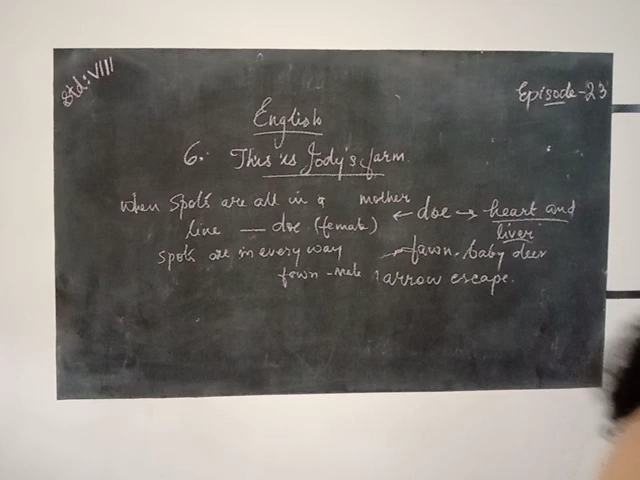 Std: VIII
Episode-23
English
6. This is Jody's farm.
When spots are all in a mother
line — doe (female) ← doe → heart and
liver
spots are in every way fawn - baby deer
fawn - male narrow escape.